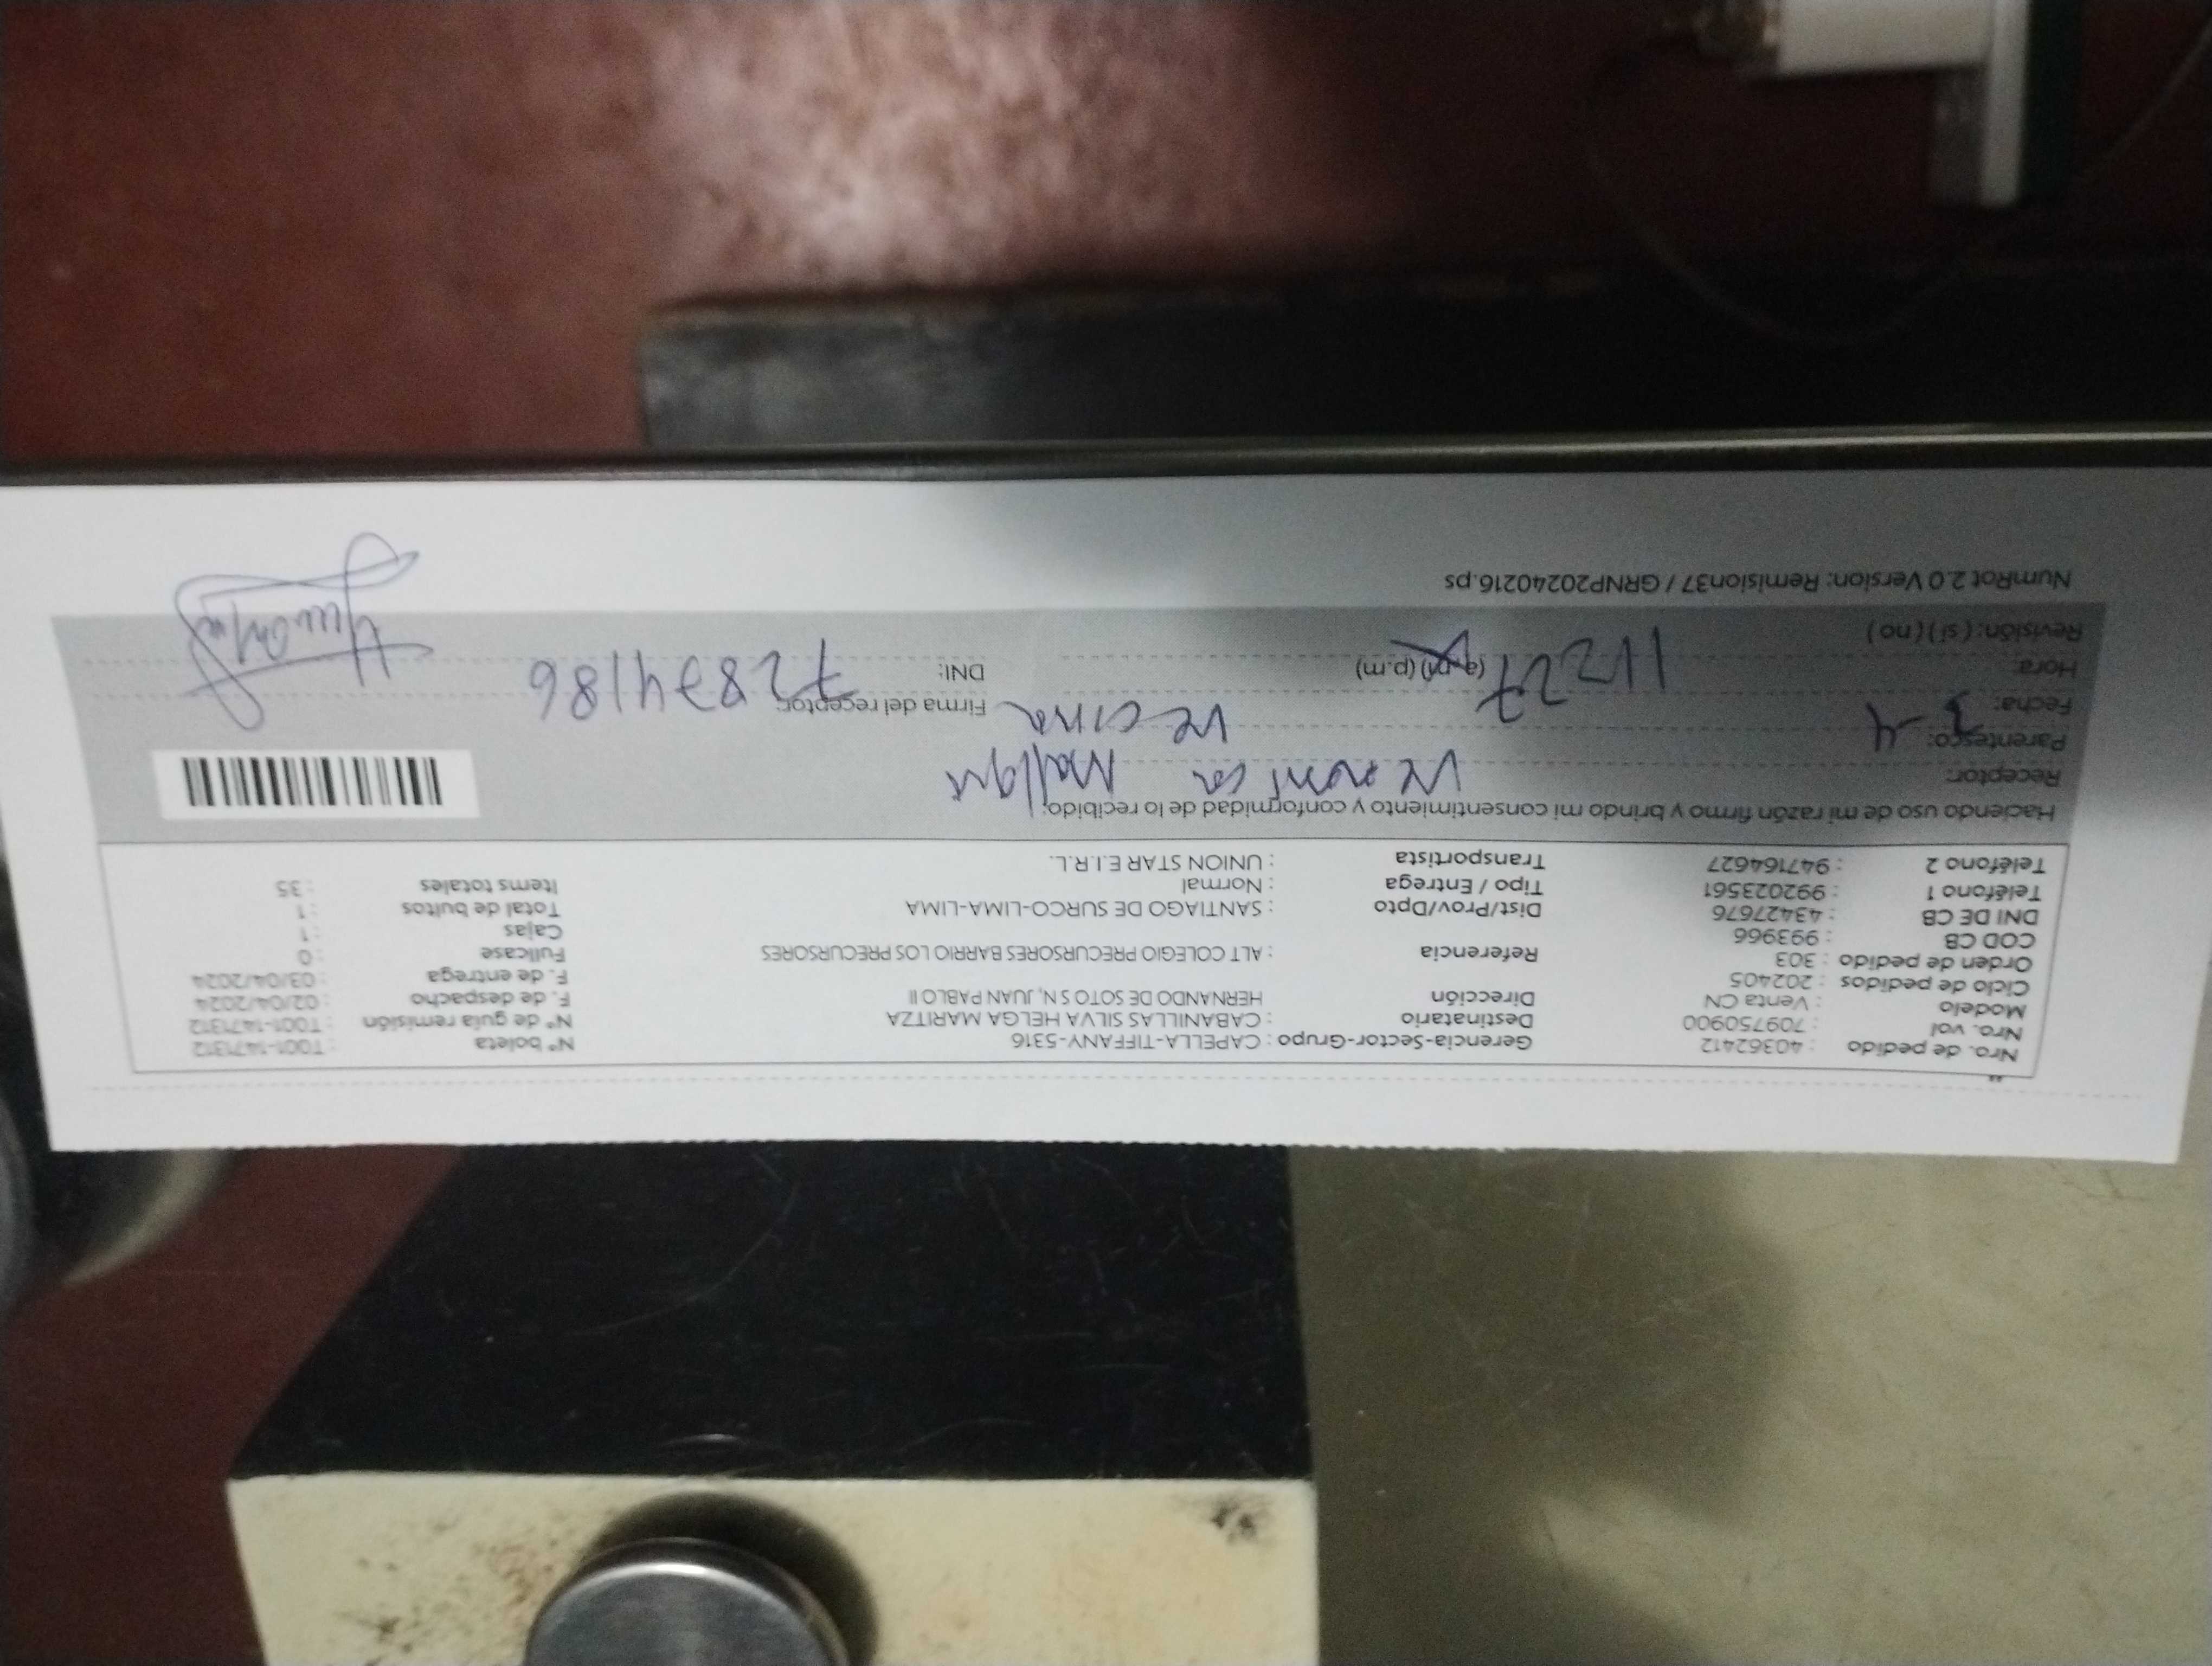 Nro. de pedido : 40362412 Gerencia-Sector-Grupo : CAPELLA-TIFFANY-5316 N° boleta : T001-1471312
Nro. vol : 709750900 Destinatario : CABANILLAS SILVA HELGA MARITZA N° de guía remisión : T001-1471312
Modelo : Venta CN Dirección HERNANDO DE SOTO S N, JUAN PABLO II F. de despacho : 02/04/2024
Ciclo de pedidos : 202405 F. de entrega : 03/04/2024
Orden de pedido : 303 Referencia : ALT COLEGIO PRECURSORES BARRIO LOS PRECURSORES Fullcase : 0
COD CB : 993966 Cajas : 1
DNI DE CB : 43427676 Dist/Prov/Dpto : SANTIAGO DE SURCO-LIMA-LIMA Total de bultos : 1
Teléfono 1 : 992023561 Tipo / Entrega : Normal Items totales : 35
Teléfono 2 : 947164627 Transportista : UNION STAR E.I.R.L.
Haciendo uso de mi razón firmo y brindo mi consentimiento y conformidad de lo recibido:
Receptor: Mallqui
Parentesco: vecina
Fecha: 3-4 Firma del receptor:
Hora: 11:27 (a.m) (p.m) DNI: 72874186
Revisión: ( si ) ( no )
NumRot 2.0 Version: Remision37 / GRNP20240216.ps